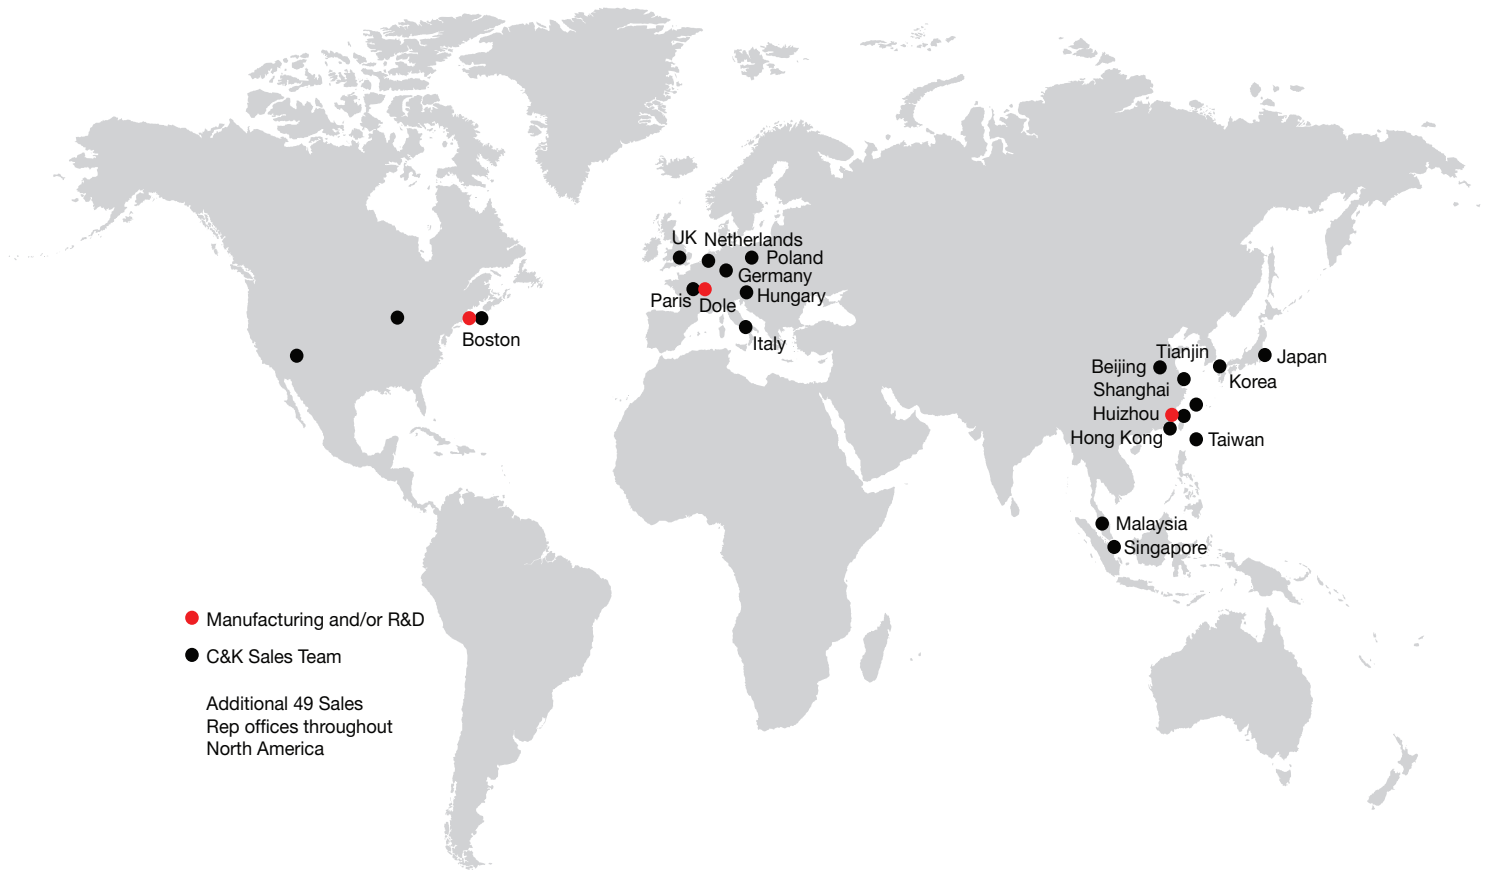 UK
Netherlands
Poland
Germany
Paris
Dole
Hungary
Italy
Boston
Tianjin
Beijing
Japan
Shanghai
Korea
Huizhou
Hong Kong
Taiwan
Malaysia
Singapore
Manufacturing and/or R&D
C&K Sales Team
Additional 49 Sales
Rep offices throughout
North America